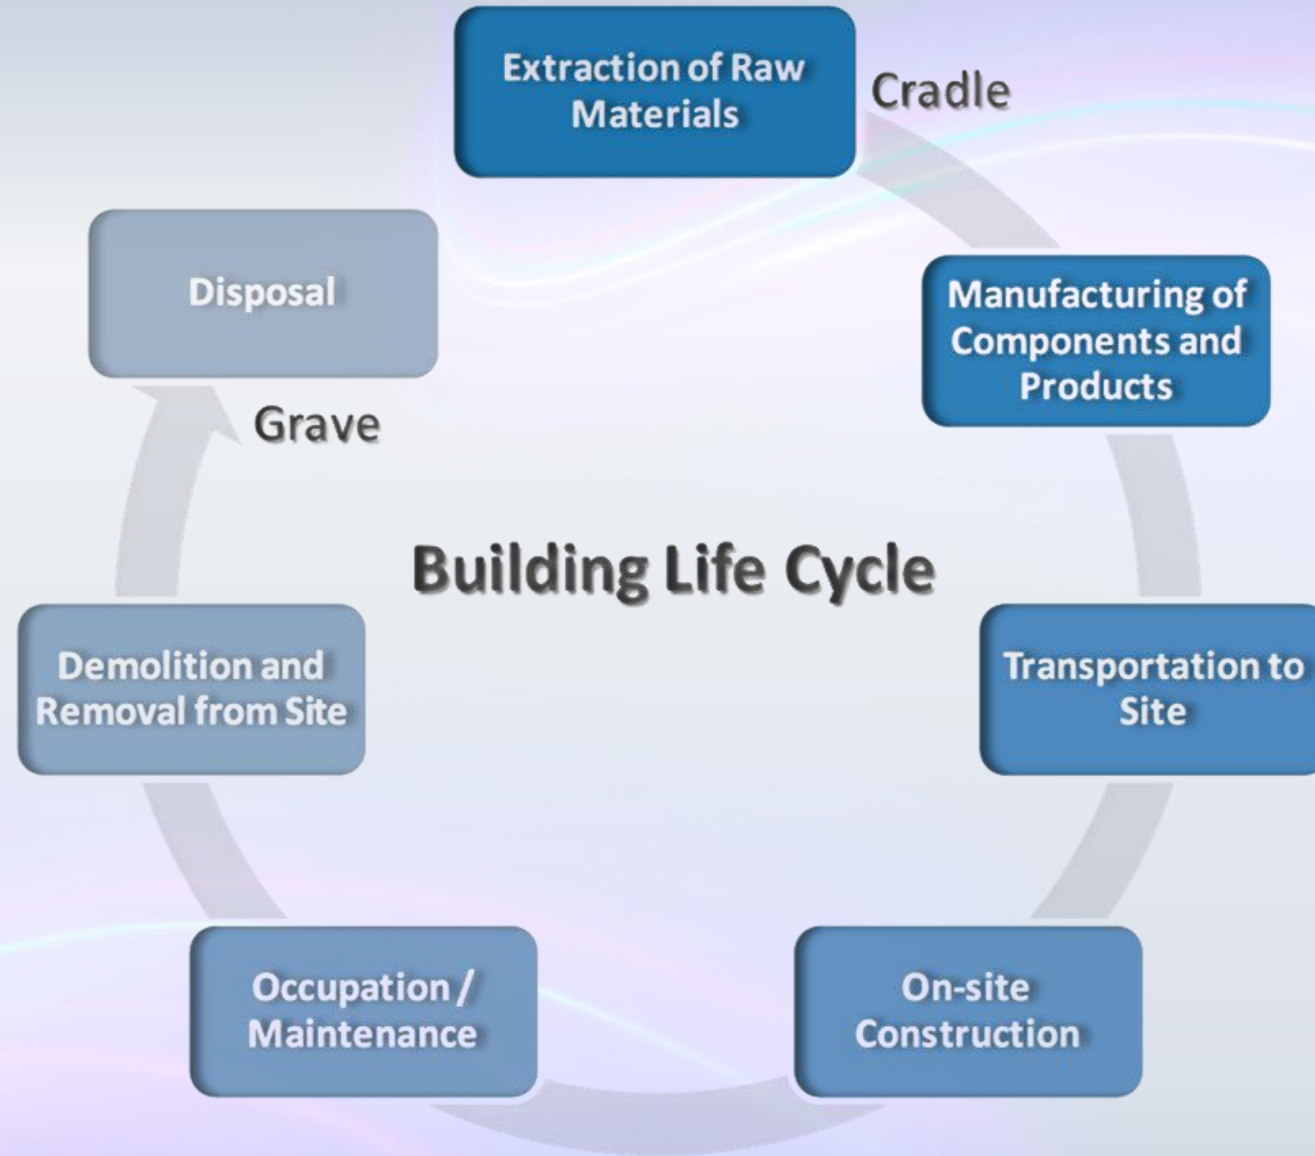 Extraction of Raw
Materials
Cradle
Manufacturing of
Components and
Products
Transportation to
Site
On-site
Construction
Occupation /
Maintenance
Demolition and
Removal from Site
Disposal
Grave
Building Life Cycle